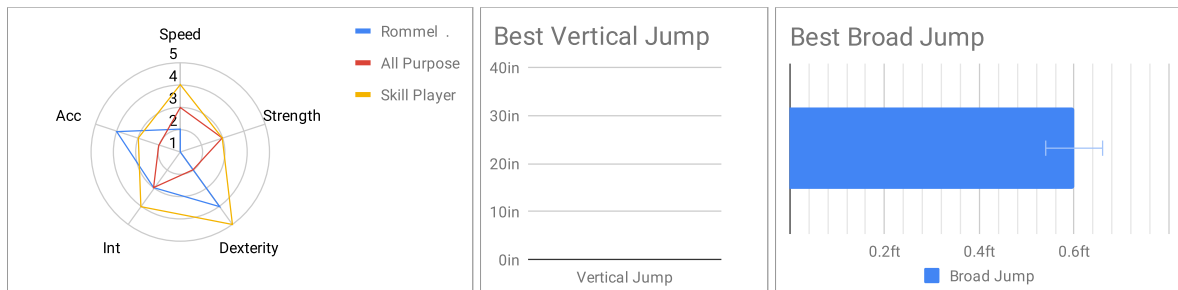 Speed
5
4
3
2
1
Acc
Strength
Int
Dexterity
Rommel .
All Purpose
Skill Player
Best Vertical Jump
40in
30in
20in
10in
0in
Vertical Jump
Best Broad Jump
0.2ft 0.4ft 0.6ft
Broad Jump